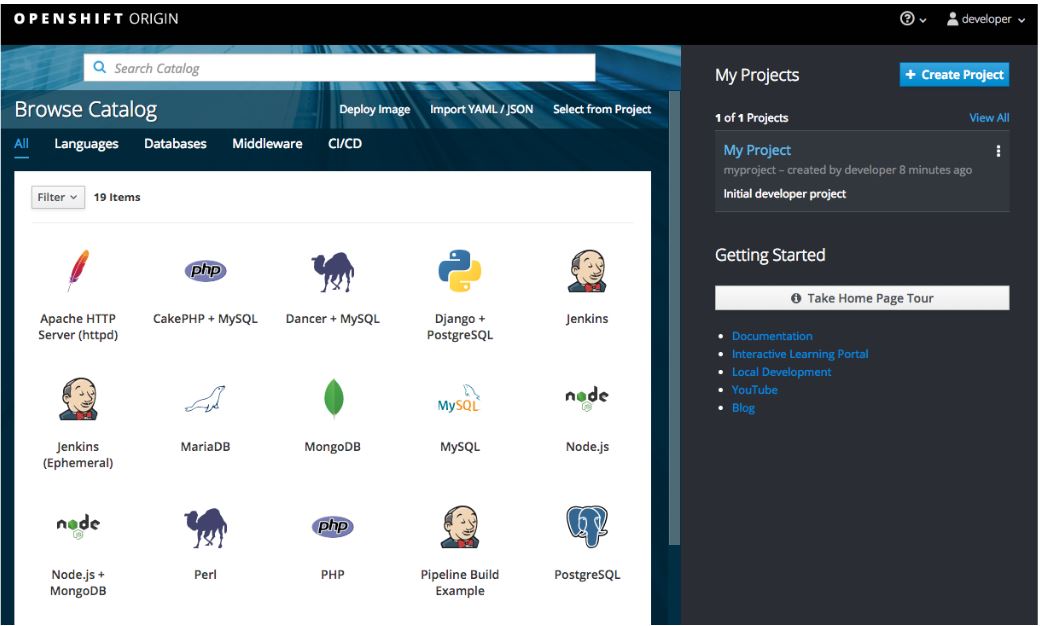 OPENSHIFT ORIGIN
developer
Search Catalog
Browse Catalog
Deploy Image
Import YAML / JSON
Select from Project
All
Languages
Databases
Middleware
CI/CD
Filter
19 Items
Apache HTTP
Server (httpd)
php
CakePHP + MySQL
Dancer + MySQL
Django +
PostgreSQL
Jenkins
Jenkins
(Ephemeral)
MariaDB
MongoDB
MySQL
MySQL
node
JS
Node.js
node
JS
Node.js +
MongoDB
Perl
php
PHP
Pipeline Build
Example
PostgreSQL
My Projects
+ Create Project
1 of 1 Projects
View All
My Project
myproject – created by developer 8 minutes ago
Initial developer project
Getting Started
Take Home Page Tour
Documentation
Interactive Learning Portal
Local Development
YouTube
Blog